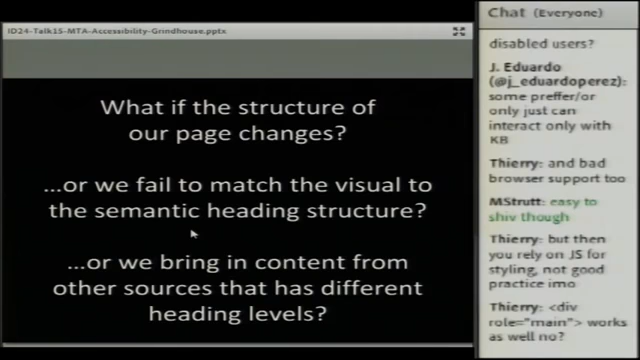 ID24-Talk15-MTA-Accessibility-Grindhouse.pptx
What if the structure of
our page changes?
...or we fail to match the visual to
the semantic heading structure?
...or we bring in content from
other sources that has different
heading levels?
Chat (Everyone)
disabled users?
J. Eduardo
(@j_eduardoperez):
some preffer/or
only just can
interact only with
KB
Thierry: and bad
browser support too
MStrutt: easy to
shiv though
Thierry: but then
you rely on JS for
styling, not good
practice imo
Thierry: <div
role="main"> works
as well no?